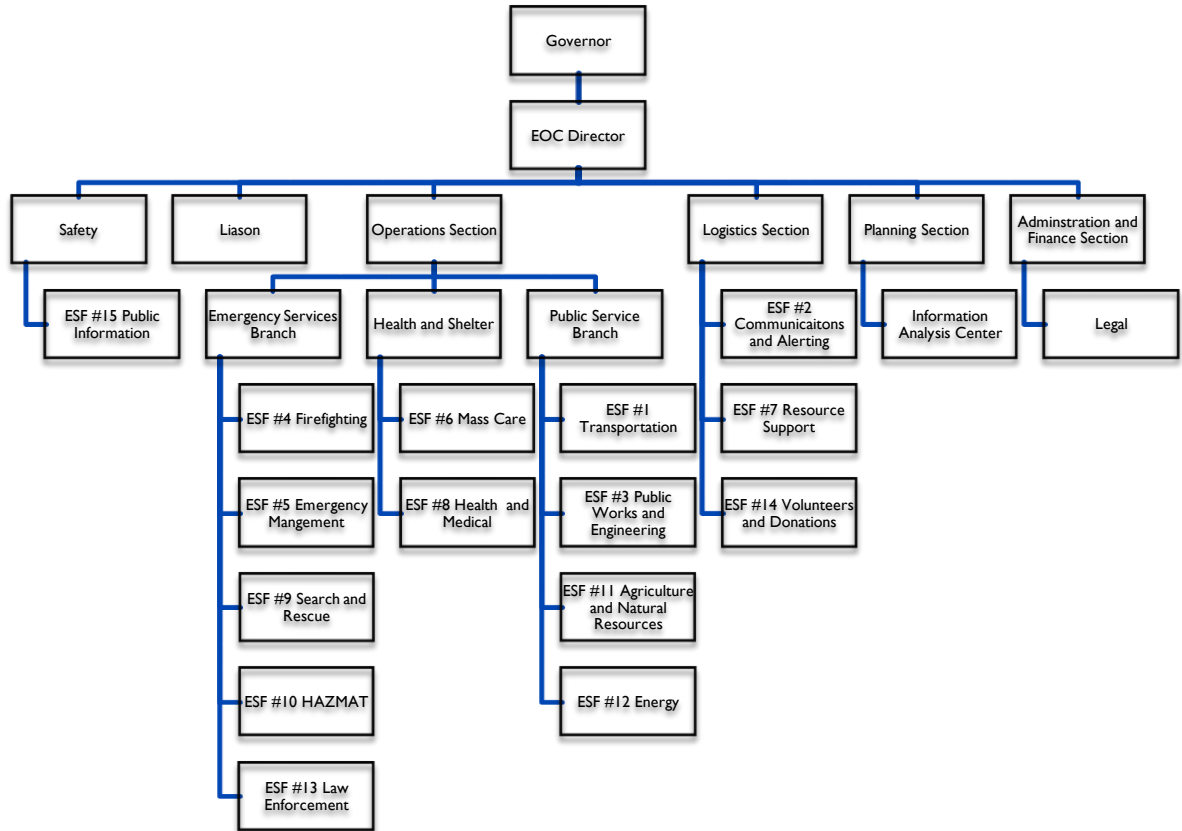 Governor
EOC Director
Safety
Liason
Operations Section
Logistics Section
Planning Section
Adminstration and
Finance Section
ESF #15 Public
Information
Emergency Services
Branch
Health and Shelter
Public Service
Branch
ESF #2
Communicaitons
and Alerting
Information
Analysis Center
Legal
ESF #4 Firefighting
ESF #6 Mass Care
ESF #1
Transportation
ESF #7 Resource
Support
ESF #5 Emergency
Mangement
ESF #8 Health and
Medical
ESF #3 Public
Works and
Engineering
ESF #14 Volunteers
and Donations
ESF #9 Search and
Rescue
ESF #11 Agriculture
and Natural
Resources
ESF #10 HAZMAT
ESF #12 Energy
ESF #13 Law
Enforcement